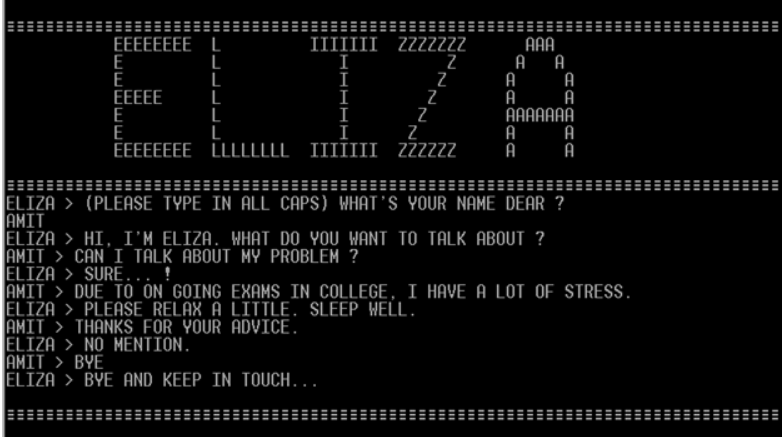 ================================================================================
EEEEEEEE L IIIIIII ZZZZZZZ AAA
E L I Z A A
E L I Z A A
EEEEE L I Z A A
E L I Z AAAAAAA
E L I Z A A
EEEEEEEE LLLLLLLL IIIIIII ZZZZZZ A A
================================================================================
ELIZA > (PLEASE TYPE IN ALL CAPS) WHAT'S YOUR NAME DEAR ?
AMIT
ELIZA > HI, I'M ELIZA. WHAT DO YOU WANT TO TALK ABOUT ?
AMIT > CAN I TALK ABOUT MY PROBLEM ?
ELIZA > SURE... !
AMIT > DUE TO ON GOING EXAMS IN COLLEGE, I HAVE A LOT OF STRESS.
ELIZA > PLEASE RELAX A LITTLE. SLEEP WELL.
AMIT > THANKS FOR YOUR ADVICE.
ELIZA > NO MENTION.
AMIT > BYE
ELIZA > BYE AND KEEP IN TOUCH...
================================================================================